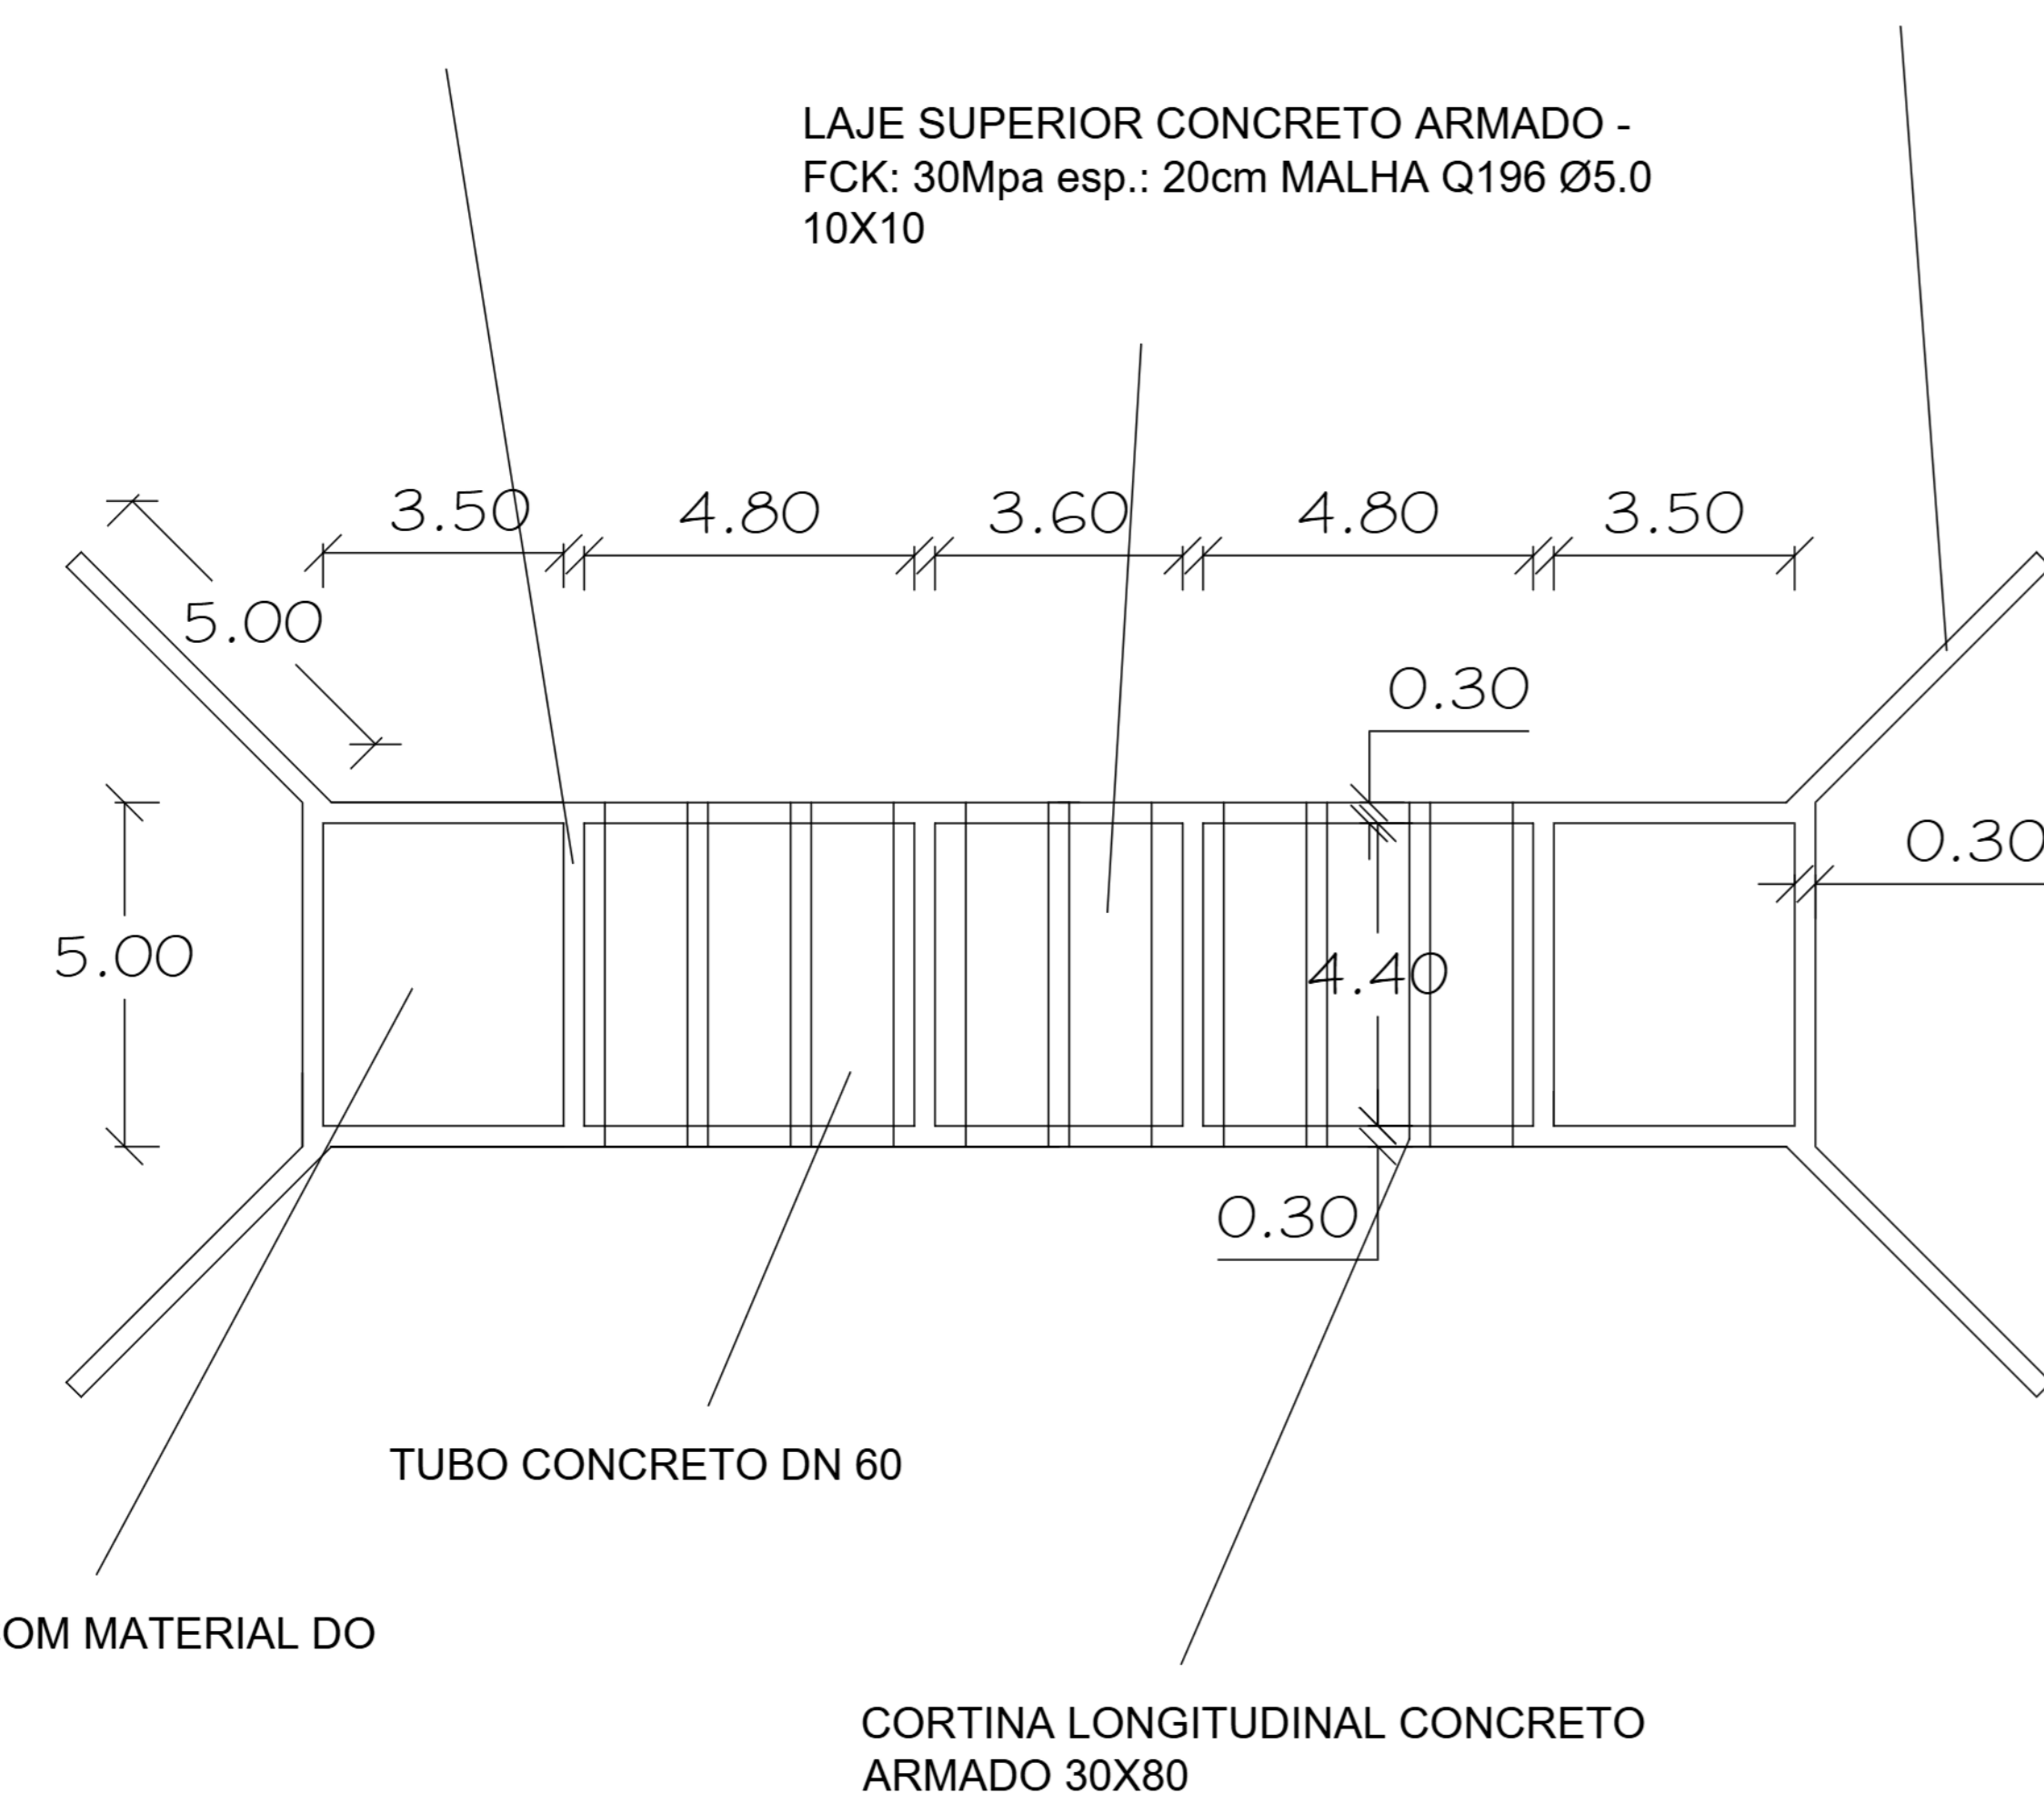 LAJE SUPERIOR CONCRETO ARMADO -
FCK: 30Mpa esp.: 20cm MALHA Q196 Ø5.0
10X10
3.50
4.80
3.60
4.80
3.50
5.00
0.30
0.30
5.00
4.40
0.30
TUBO CONCRETO DN 60
OM MATERIAL DO
CORTINA LONGITUDINAL CONCRETO
ARMADO 30X80